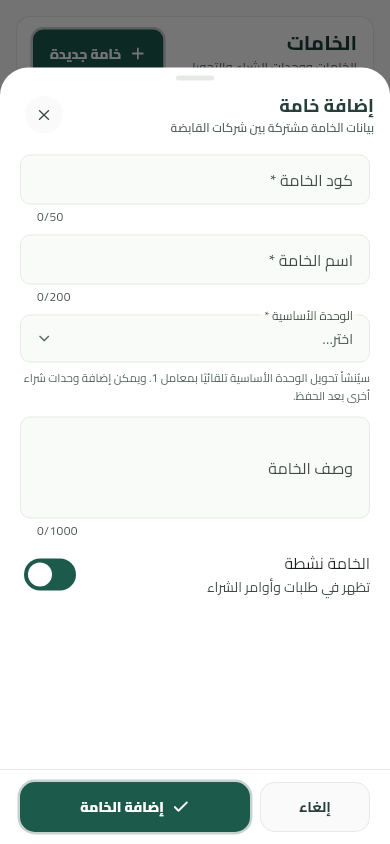 الخامات
خامة جديدة
إضافة خامة
بيانات الخامة مشتركة بين شركات القابضة
كود الخامة *
0/50
اسم الخامة *
0/200
الوحدة الأساسية *
اختر...
سيُنشأ تحويل الوحدة الأساسية تلقائيًا بمعامل 1. ويمكن إضافة وحدات شراء
أخرى بعد الحفظ.
وصف الخامة
0/1000
الخامة نشطة
تظهر في طلبات وأوامر الشراء
إلغاء
إضافة الخامة